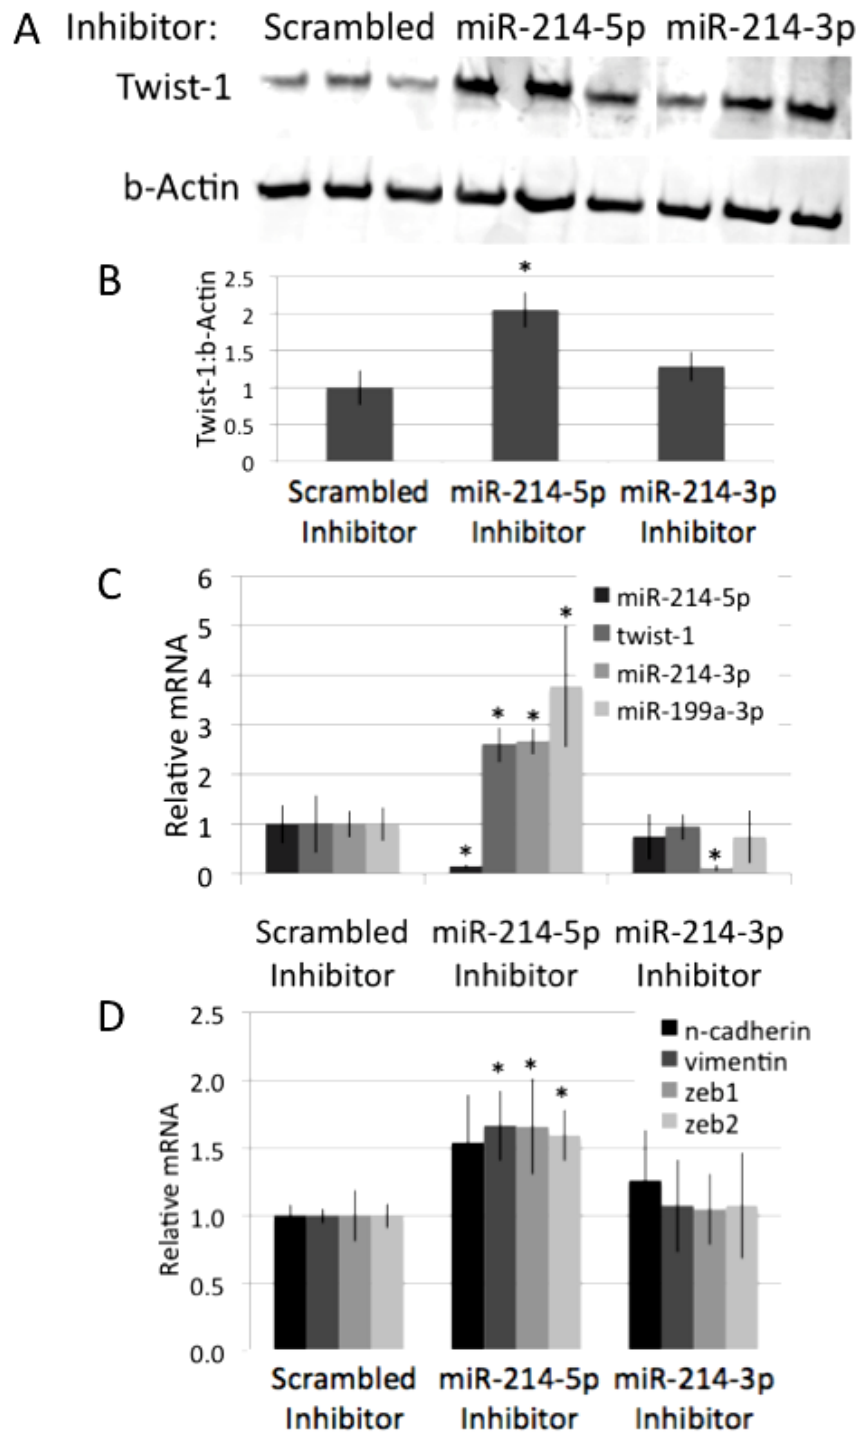 A Inhibitor: Scrambled miR-214-5p miR-214-3p
Twist-1
b-Actin
B
Twist-1:b-Actin
2.5
*
2
1.5
1
0.5
0
Scrambled Inhibitor
miR-214-5p Inhibitor
miR-214-3p Inhibitor
C
Relative mRNA
6
5
4
3
2
1
0
miR-214-5p
twist-1
miR-214-3p
miR-199a-3p
* * * *
*
Scrambled Inhibitor
miR-214-5p Inhibitor
miR-214-3p Inhibitor
D
Relative mRNA
2.5
2.0
1.5
1.0
0.5
0.0
n-cadherin
vimentin
zeb1
zeb2
* * *
Scrambled Inhibitor
miR-214-5p Inhibitor
miR-214-3p Inhibitor